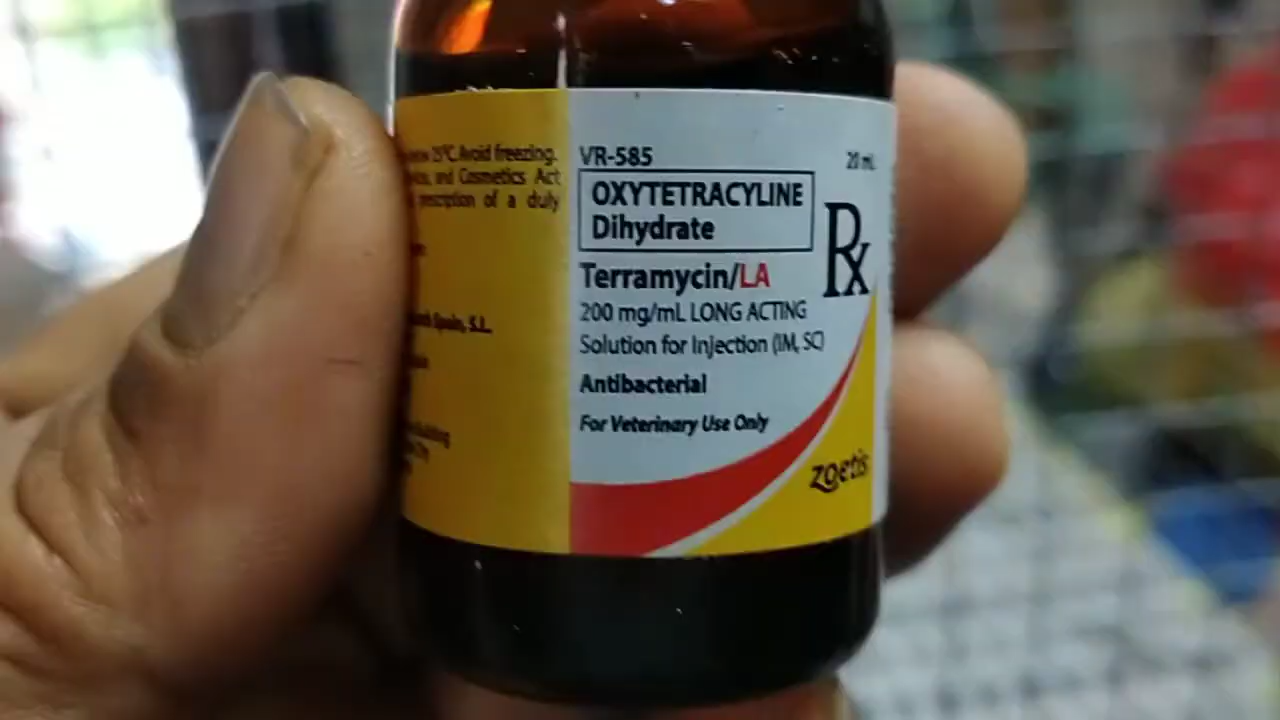 25°C. Avoid freezing.
and Cosmetics Act
of a duly
Spain, S.L.
VR-585
20 mL
OXYTETRACYLINE
Dihydrate
Rx
Terramycin/LA
200 mg/mL LONG ACTING
Solution for Injection (IM, SC)
Antibacterial
For Veterinary Use Only
zoetis